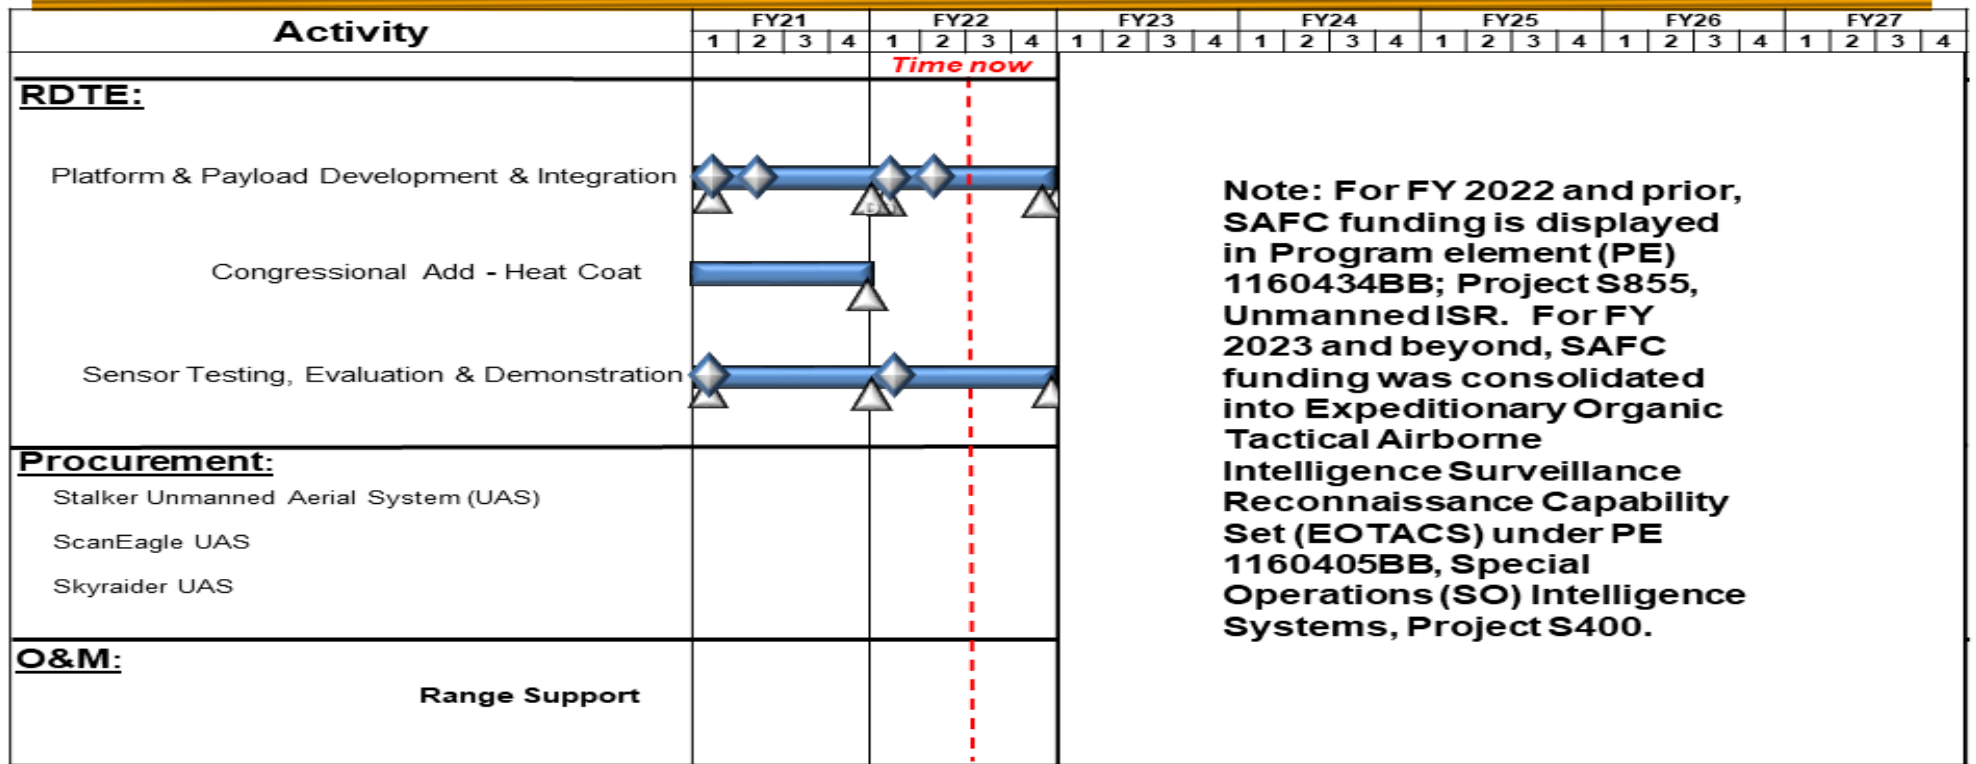 Activity
FY21 FY22 FY23 FY24 FY25 FY26 FY27
1 2 3 4 1 2 3 4 1 2 3 4 1 2 3 4 1 2 3 4 1 2 3 4 1 2 3 4
Time now
RDTE:
Platform & Payload Development & Integration
Congressional Add - Heat Coat
Sensor Testing, Evaluation & Demonstration
Procurement:
Stalker Unmanned Aerial System (UAS)
ScanEagle UAS
Skyraider UAS
O&M:
Range Support
Note: For FY 2022 and prior,
SAFC funding is displayed
in Program element (PE)
1160434BB; Project S855,
Unmanned ISR. For FY
2023 and beyond, SAFC
funding was consolidated
into Expeditionary Organic
Tactical Airborne
Intelligence Surveillance
Reconnaissance Capability
Set (EOTACS) under PE
1160405BB, Special
Operations (SO) Intelligence
Systems, Project S400.